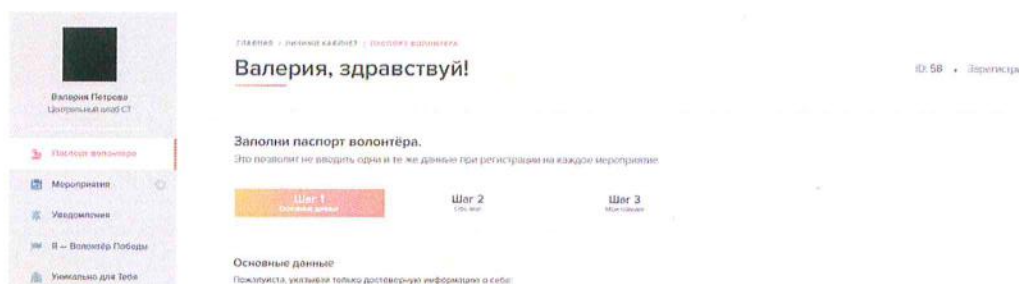 ГЛАВНАЯ / ЛИЧНЫЙ КАБИНЕТ / ПАСПОРТ ВОЛОНТЕРА
Валерия, здравствуй!
ID: 58 •
Валерия Петрова
Центральный штаб СТ
Заполни паспорт волонтёра.
Это позволит не вводить одни и те же данные при регистрации на каждое мероприятие.
Паспорт волонтера
Мероприятия
Уведомления
Я – Волонтёр Победы
Уникально для Тебя
Шаг 1
Основные данные
Шаг 2
Шаг 3
Основные данные
Пожалуйста, указывай только достоверную информацию о себе: